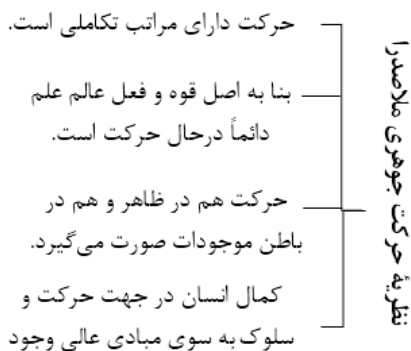 نظریهٔ حرکت جوهری ملاصدرا
حرکت دارای مراتب تکاملی است.
بنا به اصل قوه و فعل عالم علم
دائماً درحال حرکت است.
حرکت هم در ظاهر و هم در
باطن موجودات صورت می‌گیرد.
کمال انسان در جهت حرکت و
سلوک به سوی مبادی عالی وجود